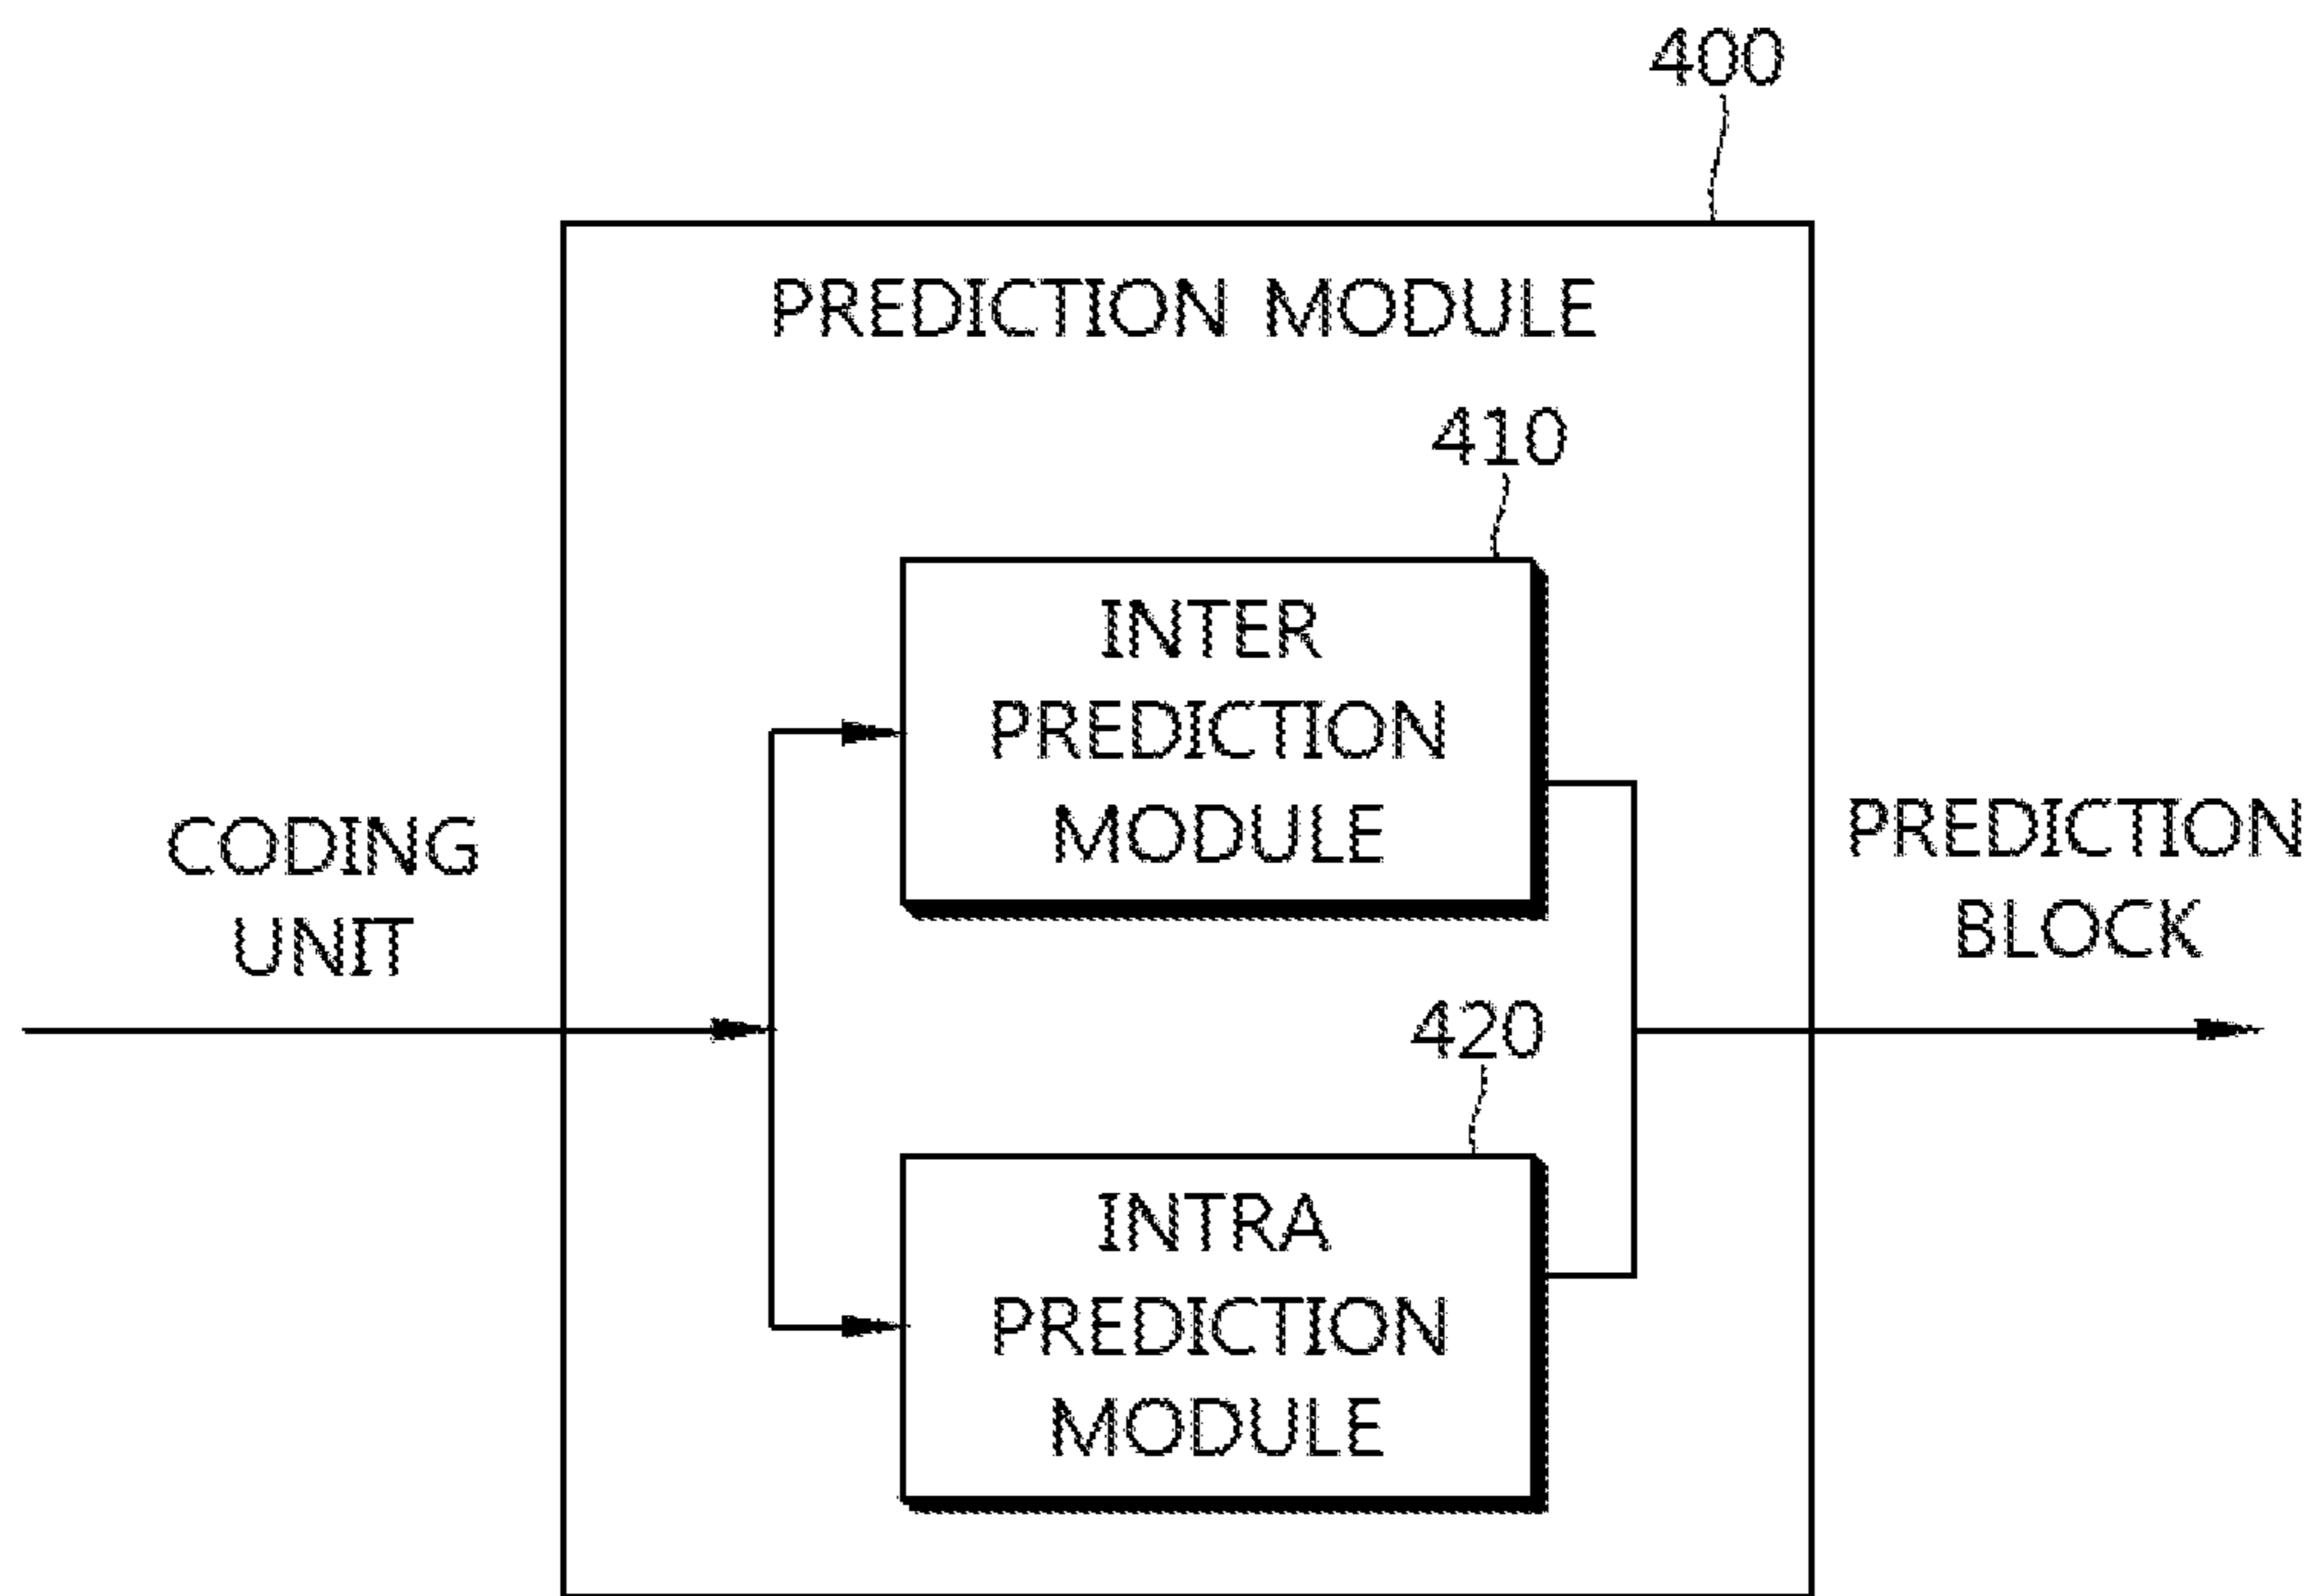 400
PREDICTION MODULE
410
INTER
PREDICTION
MODULE
CODING
UNIT
PREDICTION
BLOCK
420
INTRA
PREDICTION
MODULE